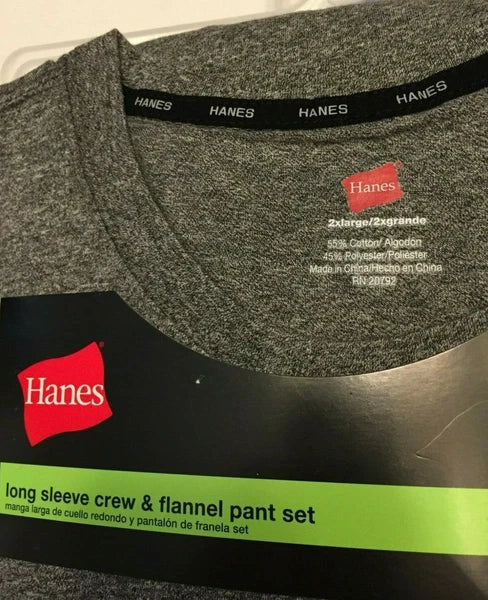 HANES HANES HANES HANES
Hanes
2xlarge/2xgrande
55% Cotton/ Algodon
45% Polyester/Poliester
Made in China/Hecho en China
RN 20792
Hanes®
long sleeve crew & flannel pant set
manga larga de cuello redondo y pantalón de franela set